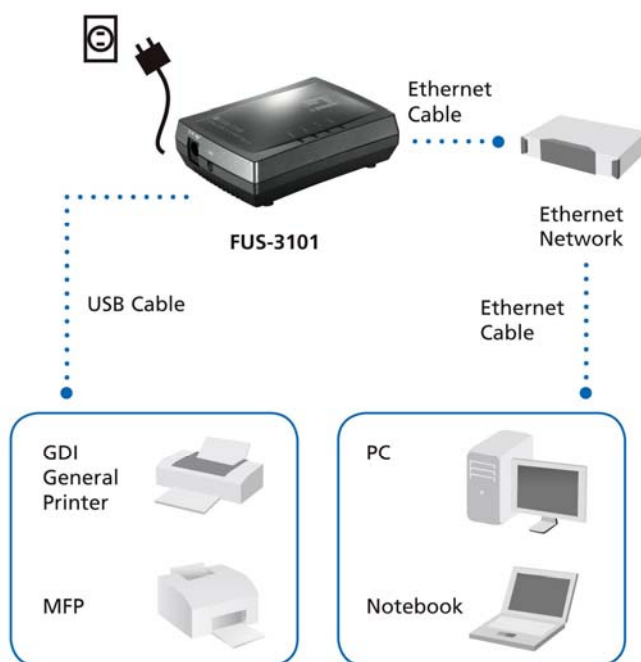 Ethernet
Cable
FUS-3101
Ethernet
Network
USB Cable
Ethernet
Cable
GDI
General
Printer
MFP
PC
Notebook